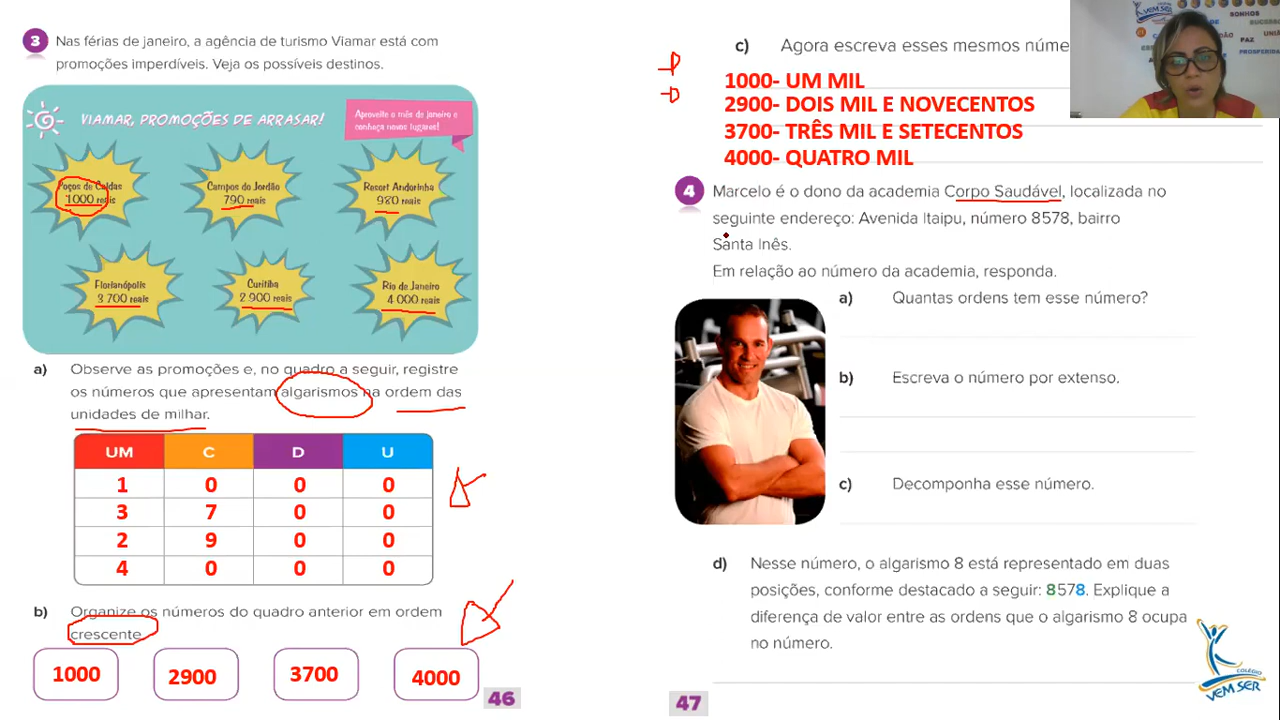 3 Nas férias de janeiro, a agência de turismo Viamar está com
promoções imperdíveis. Veja os possíveis destinos.
VIAMAR, PROMOÇÕES DE ARRASAR!
Aproveite o mês de janeiro e
conheça novos lugares!
Poços de Caldas
1000 reais
Campos do Jordão
790 reais
Resort Andorinha
980 reais
Florianópolis
3 700 reais
Curitiba
2 900 reais
Rio de Janeiro
4 000 reais
a) Observe as promoções e, no quadro a seguir, registre
os números que apresentam algarismos na ordem das
unidades de milhar.
UM C D U
1 0 0 0
3 7 0 0
2 9 0 0
4 0 0 0
b) Organize os números do quadro anterior em ordem
crescente.
1000 2900 3700 4000
46
c) Agora escreva esses mesmos
1000- UM MIL
2900- DOIS MIL E NOVECENTOS
3700- TRÊS MIL E SETECENTOS
4000- QUATRO MIL
4 Marcelo é o dono da academia Corpo Saudável, localizada no
seguinte endereço: Avenida Itaipu, número 8578, bairro
Santa Inês.
Em relação ao número da academia, responda.
a) Quantas ordens tem esse número?
b) Escreva o número por extenso.
c) Decomponha esse número.
d) Nesse número, o algarismo 8 está representado em duas
posições, conforme destacado a seguir: 8578. Explique a
diferença de valor entre as ordens que o algarismo 8 ocupa
no número.
47
COLÉGIO
VEM SER
VEM SER
SONHOS
PAZ